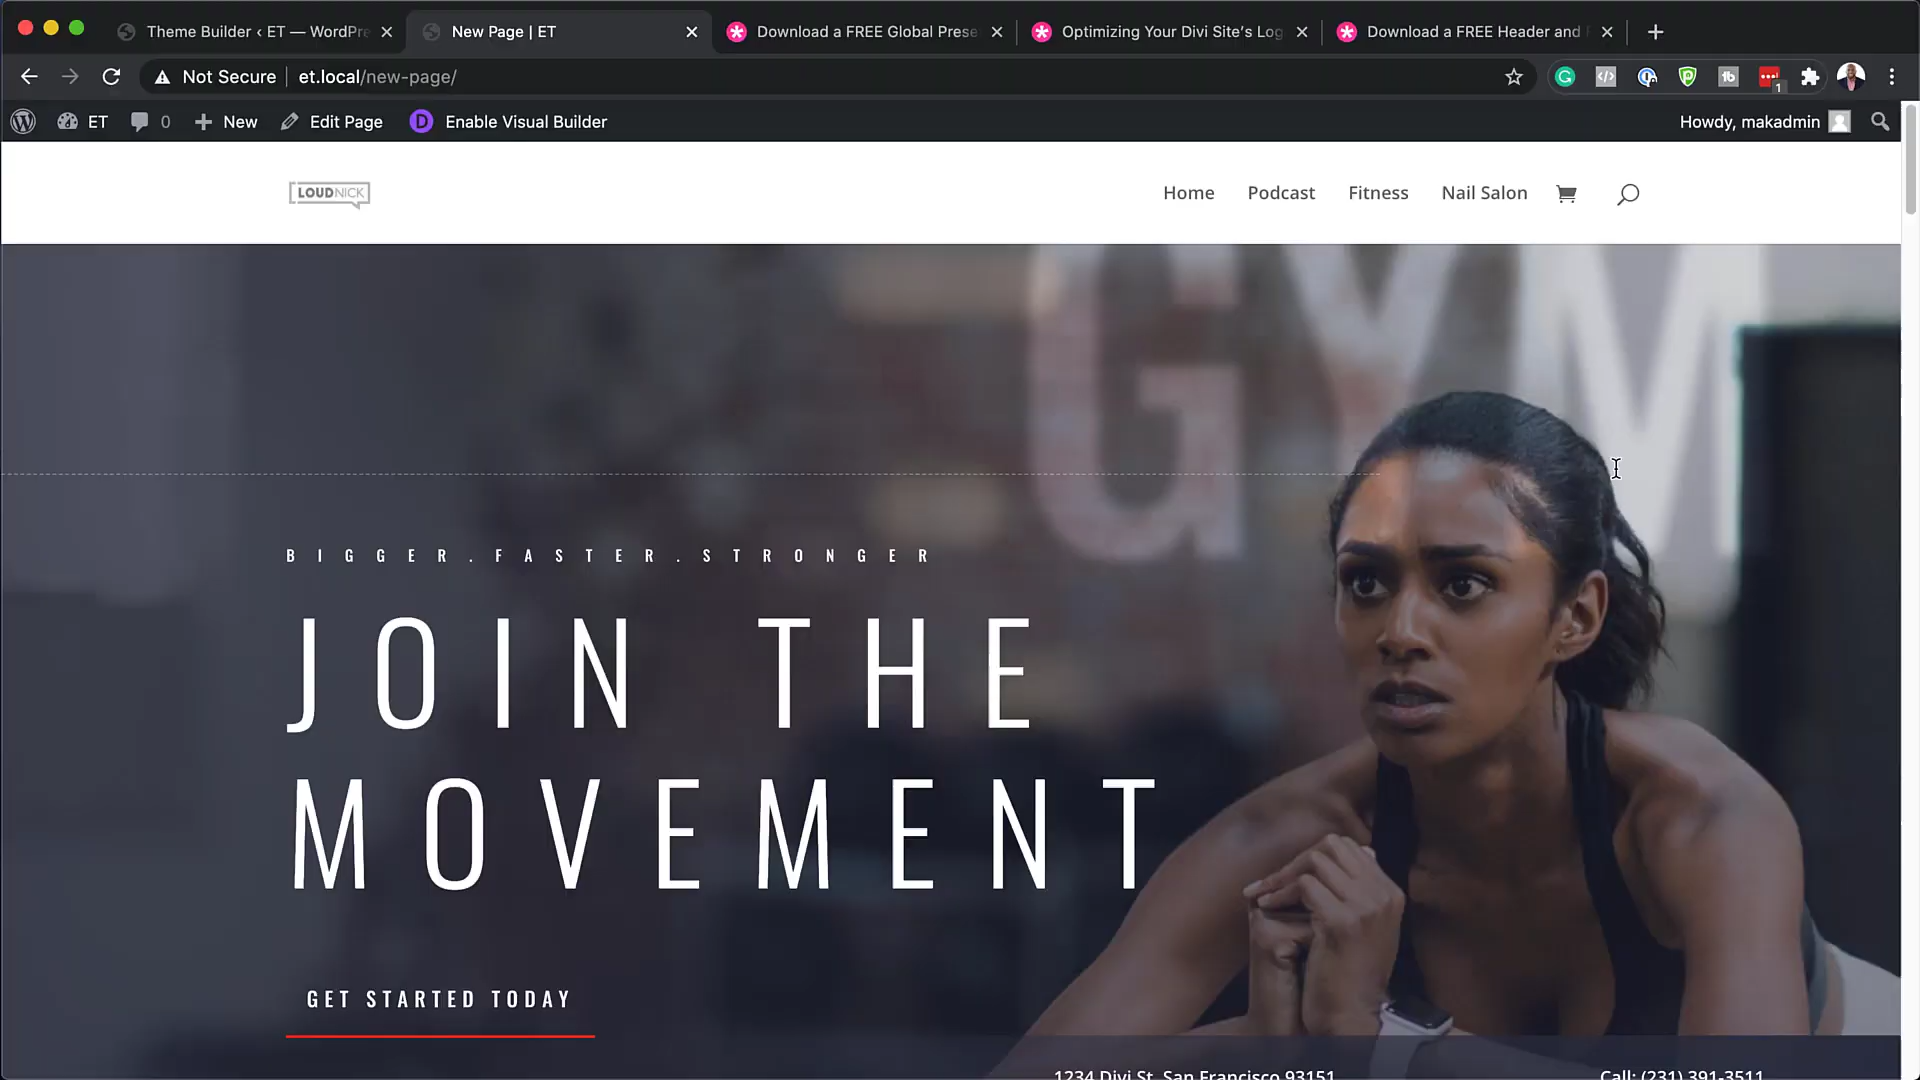 Theme Builder ‹ ET — WordPre
New Page | ET
Download a FREE Global Prese
Optimizing Your Divi Site's Log
Download a FREE Header and
Not Secure
et.local/new-page/
1
ET
0
New
Edit Page
D
Enable Visual Builder
Howdy, makadmin
LOUDNICK
Home
Podcast
Fitness
Nail Salon
GYM
BIGGER.FASTER.STRONGER
JOIN THE
MOVEMENT
GET STARTED TODAY
1234 Divi St. San Francisco 93151
Call: (231) 391-3511